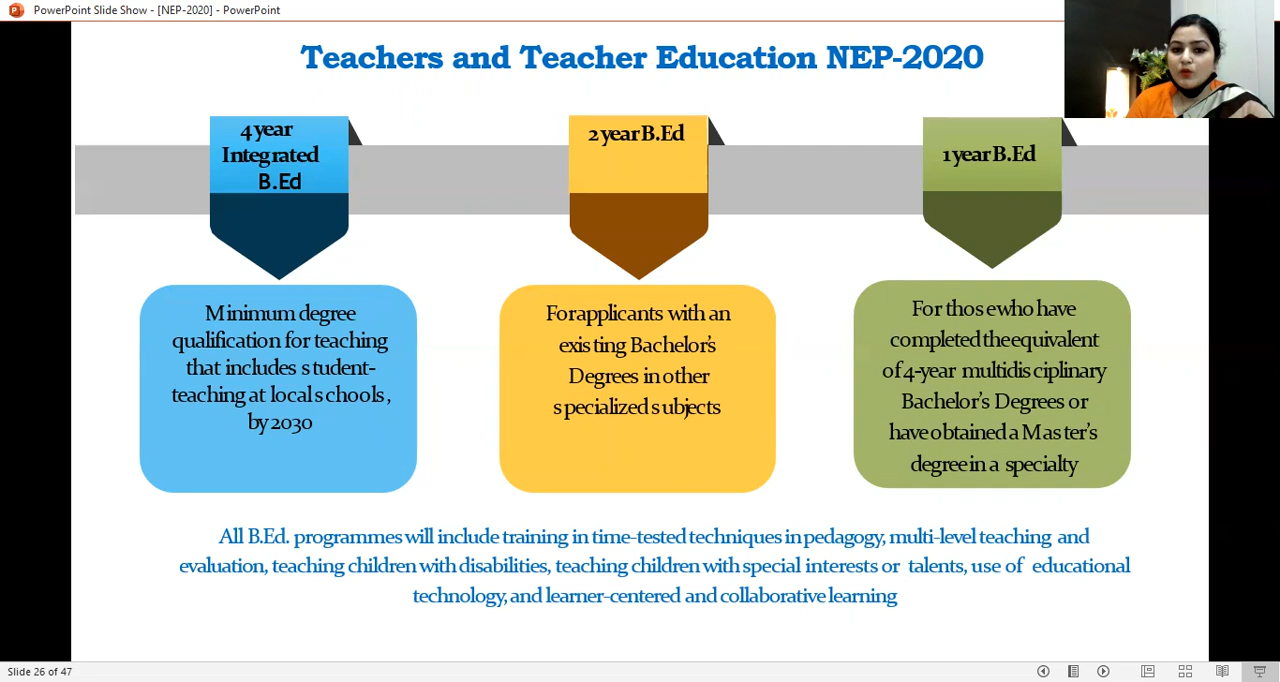 PowerPoint Slide Show - [NEP-2020] - PowerPoint
Teachers and Teacher Education NEP-2020
4 year
Integrated
B.Ed
2 year B.Ed
1 year B.Ed
Minimum degree
qualification for teaching
that includes student-
teaching at local schools,
by 2030
For applicants with an
existing Bachelor's
Degrees in other
specialized subjects
For those who have
completed the equivalent
of 4-year multidisciplinary
Bachelor's Degrees or
have obtained a Master's
degree in a specialty
All B.Ed. programmes will include training in time-tested techniques in pedagogy, multi-level teaching and
evaluation, teaching children with disabilities, teaching children with special interests or talents, use of educational
technology, and learner-centered and collaborative learning
Slide 26 of 47